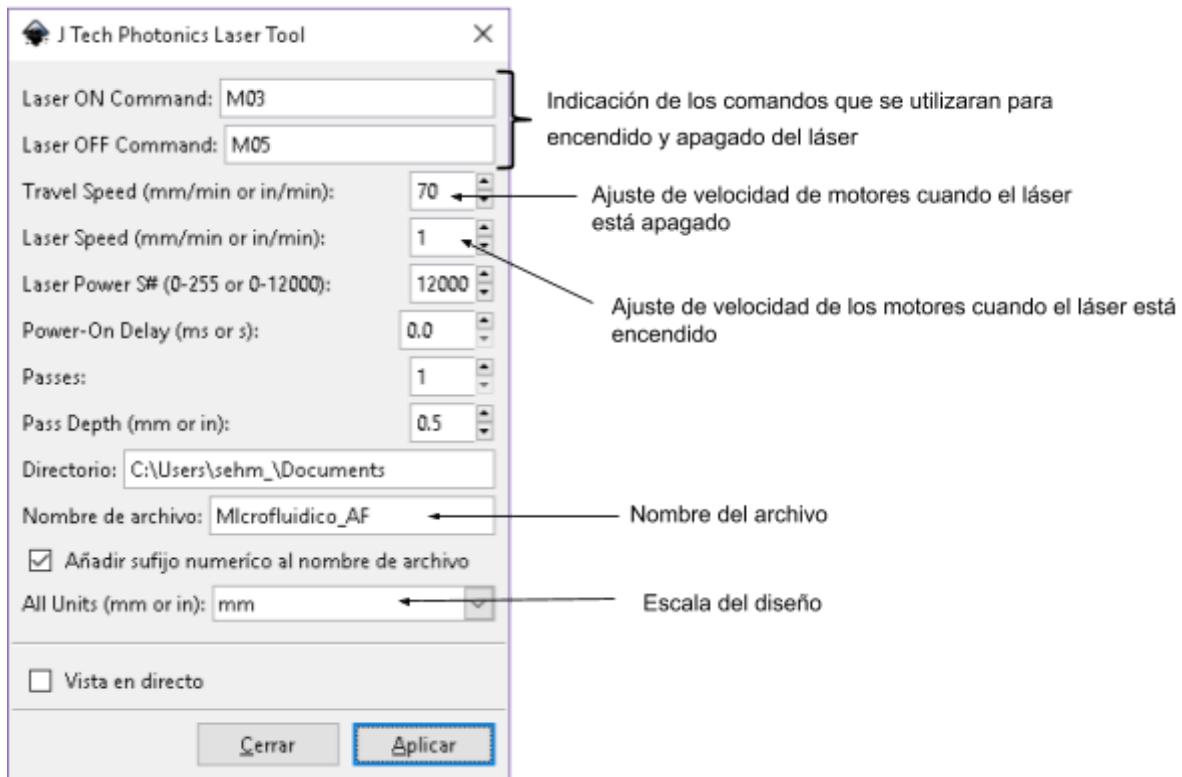 J Tech Photonics Laser Tool
Laser ON Command: M03
Laser OFF Command: M05
Indicación de los comandos que se utilizaran para
encendido y apagado del láser
Travel Speed (mm/min or in/min): 70
Ajuste de velocidad de motores cuando el láser
está apagado
Laser Speed (mm/min or in/min): 1
Laser Power S# (0-255 or 0-12000): 12000
Ajuste de velocidad de los motores cuando el láser está
encendido
Power-On Delay (ms or s): 0.0
Passes: 1
Pass Depth (mm or in): 0.5
Directorio: C:\Users\sehm_\Documents
Nombre de archivo: MIcrofluidico_AF
Nombre del archivo
Añadir sufijo numeríco al nombre de archivo
All Units (mm or in): mm
Escala del diseño
Vista en directo
Cerrar Aplicar